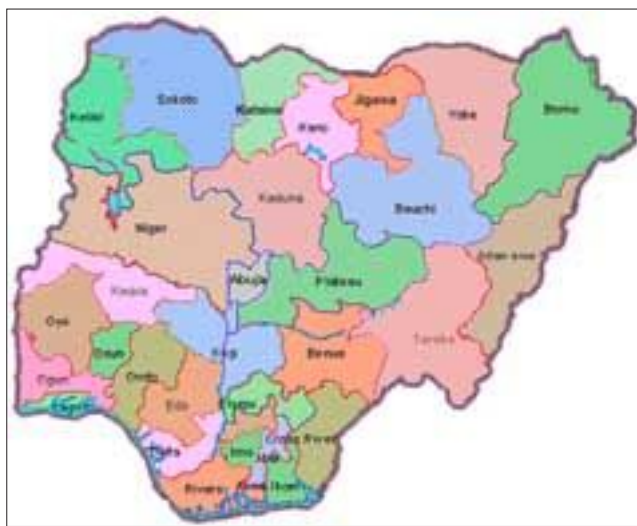 Sokoto
Kebbi
Katsina
Kano
Jigawa
Yobe
Borno
Kaduna
Bauchi
Niger
Adamawa
Abuja
Plateau
Kwara
Oyo
Taraba
Kogi
Osun
Benue
Ogun
Ondo
Edo
Enugu
Lagos
Delta
Imo
Abia
Cross River
Rivers
Akwa Ibom